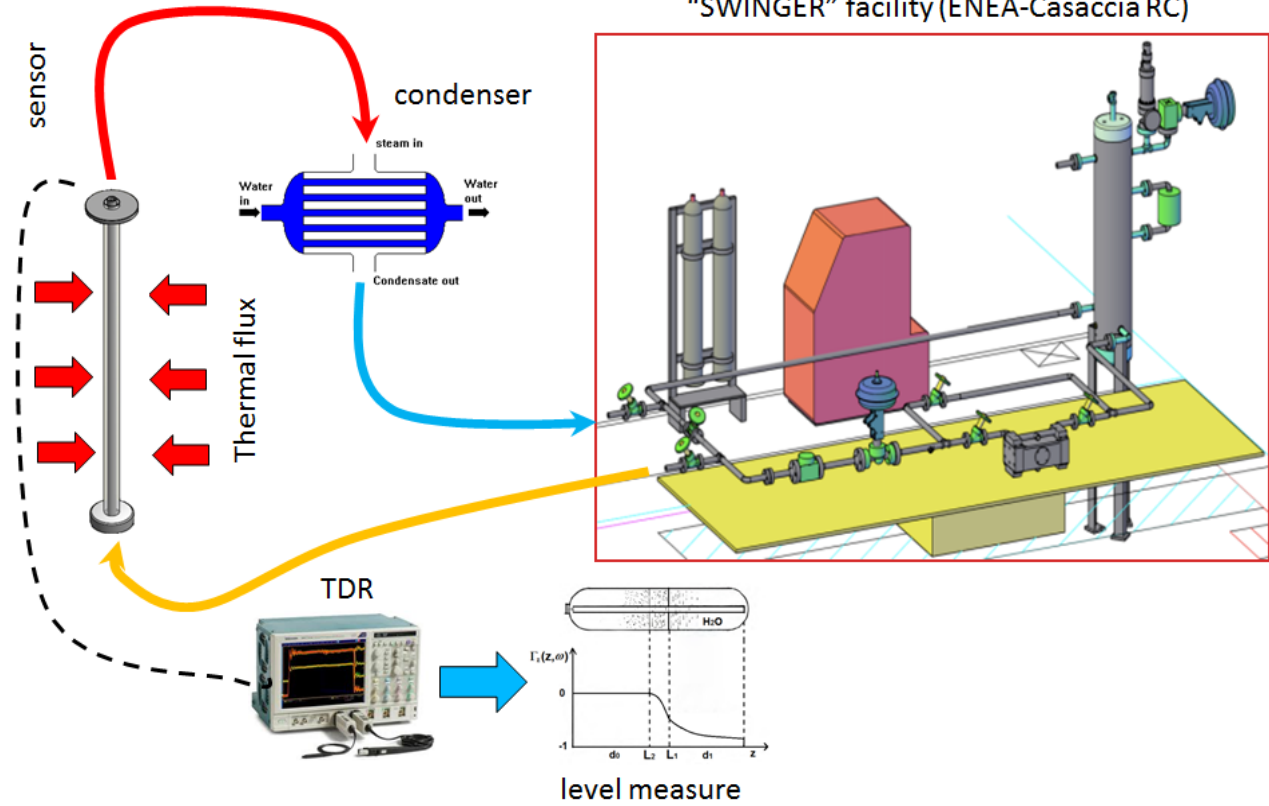 "SWINGER" facility (ENEA-Casaccia RC)
sensor
condenser
steam in
Water
in
Water
out
Condensate out
Thermal flux
TDR
H2O
Γs(z,ω)
0
-1
d0
L2
L1
d1
z
level measure